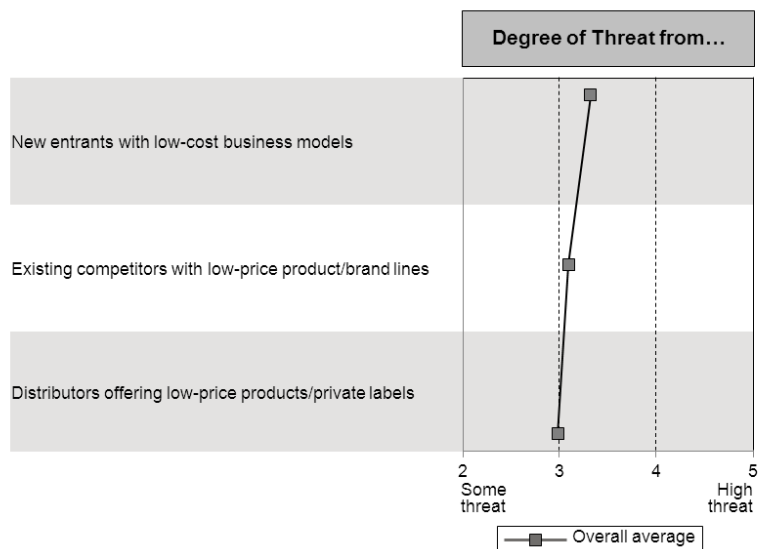 Degree of Threat from…
New entrants with low-cost business models
Existing competitors with low-price product/brand lines
Distributors offering low-price products/private labels
2 3 4 5
Some
threat
High
threat
Overall average